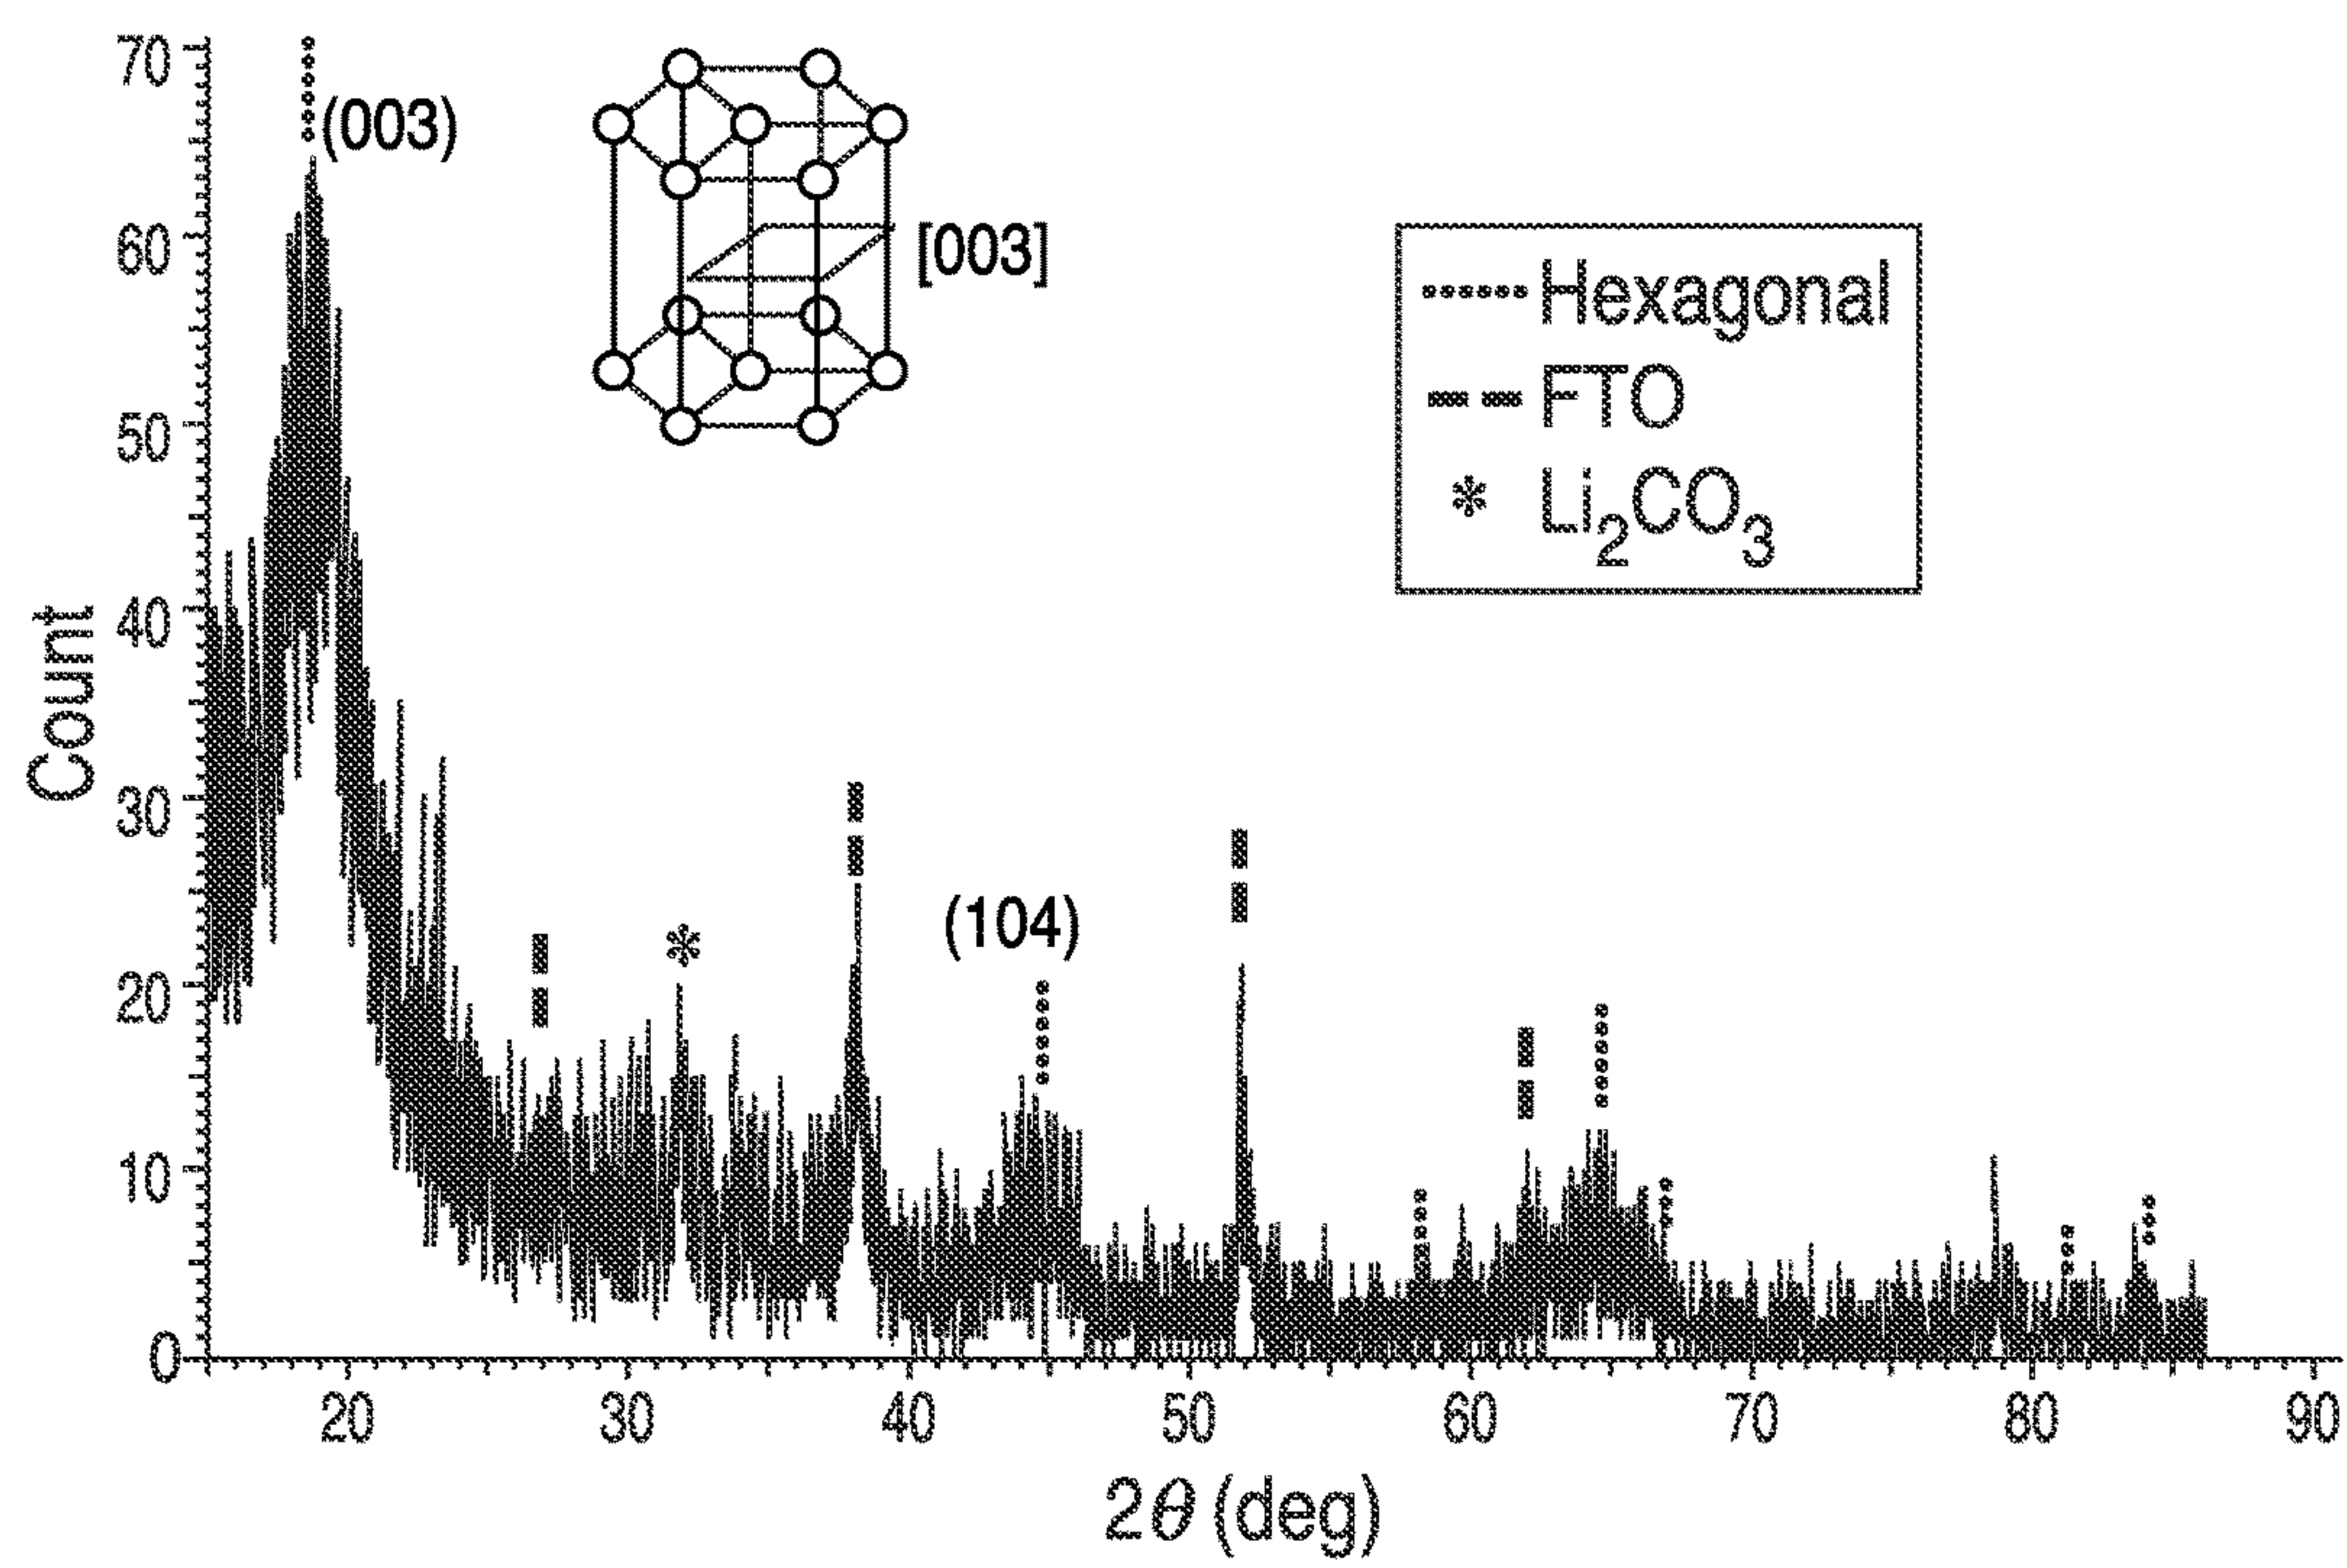 70
60
50
40
30
20
10
0
Count
(003)
[003]
(104)
Hexagonal
FTO
* Li₂CO₃
20 30 40 50 60 70 80 90
2θ (deg)